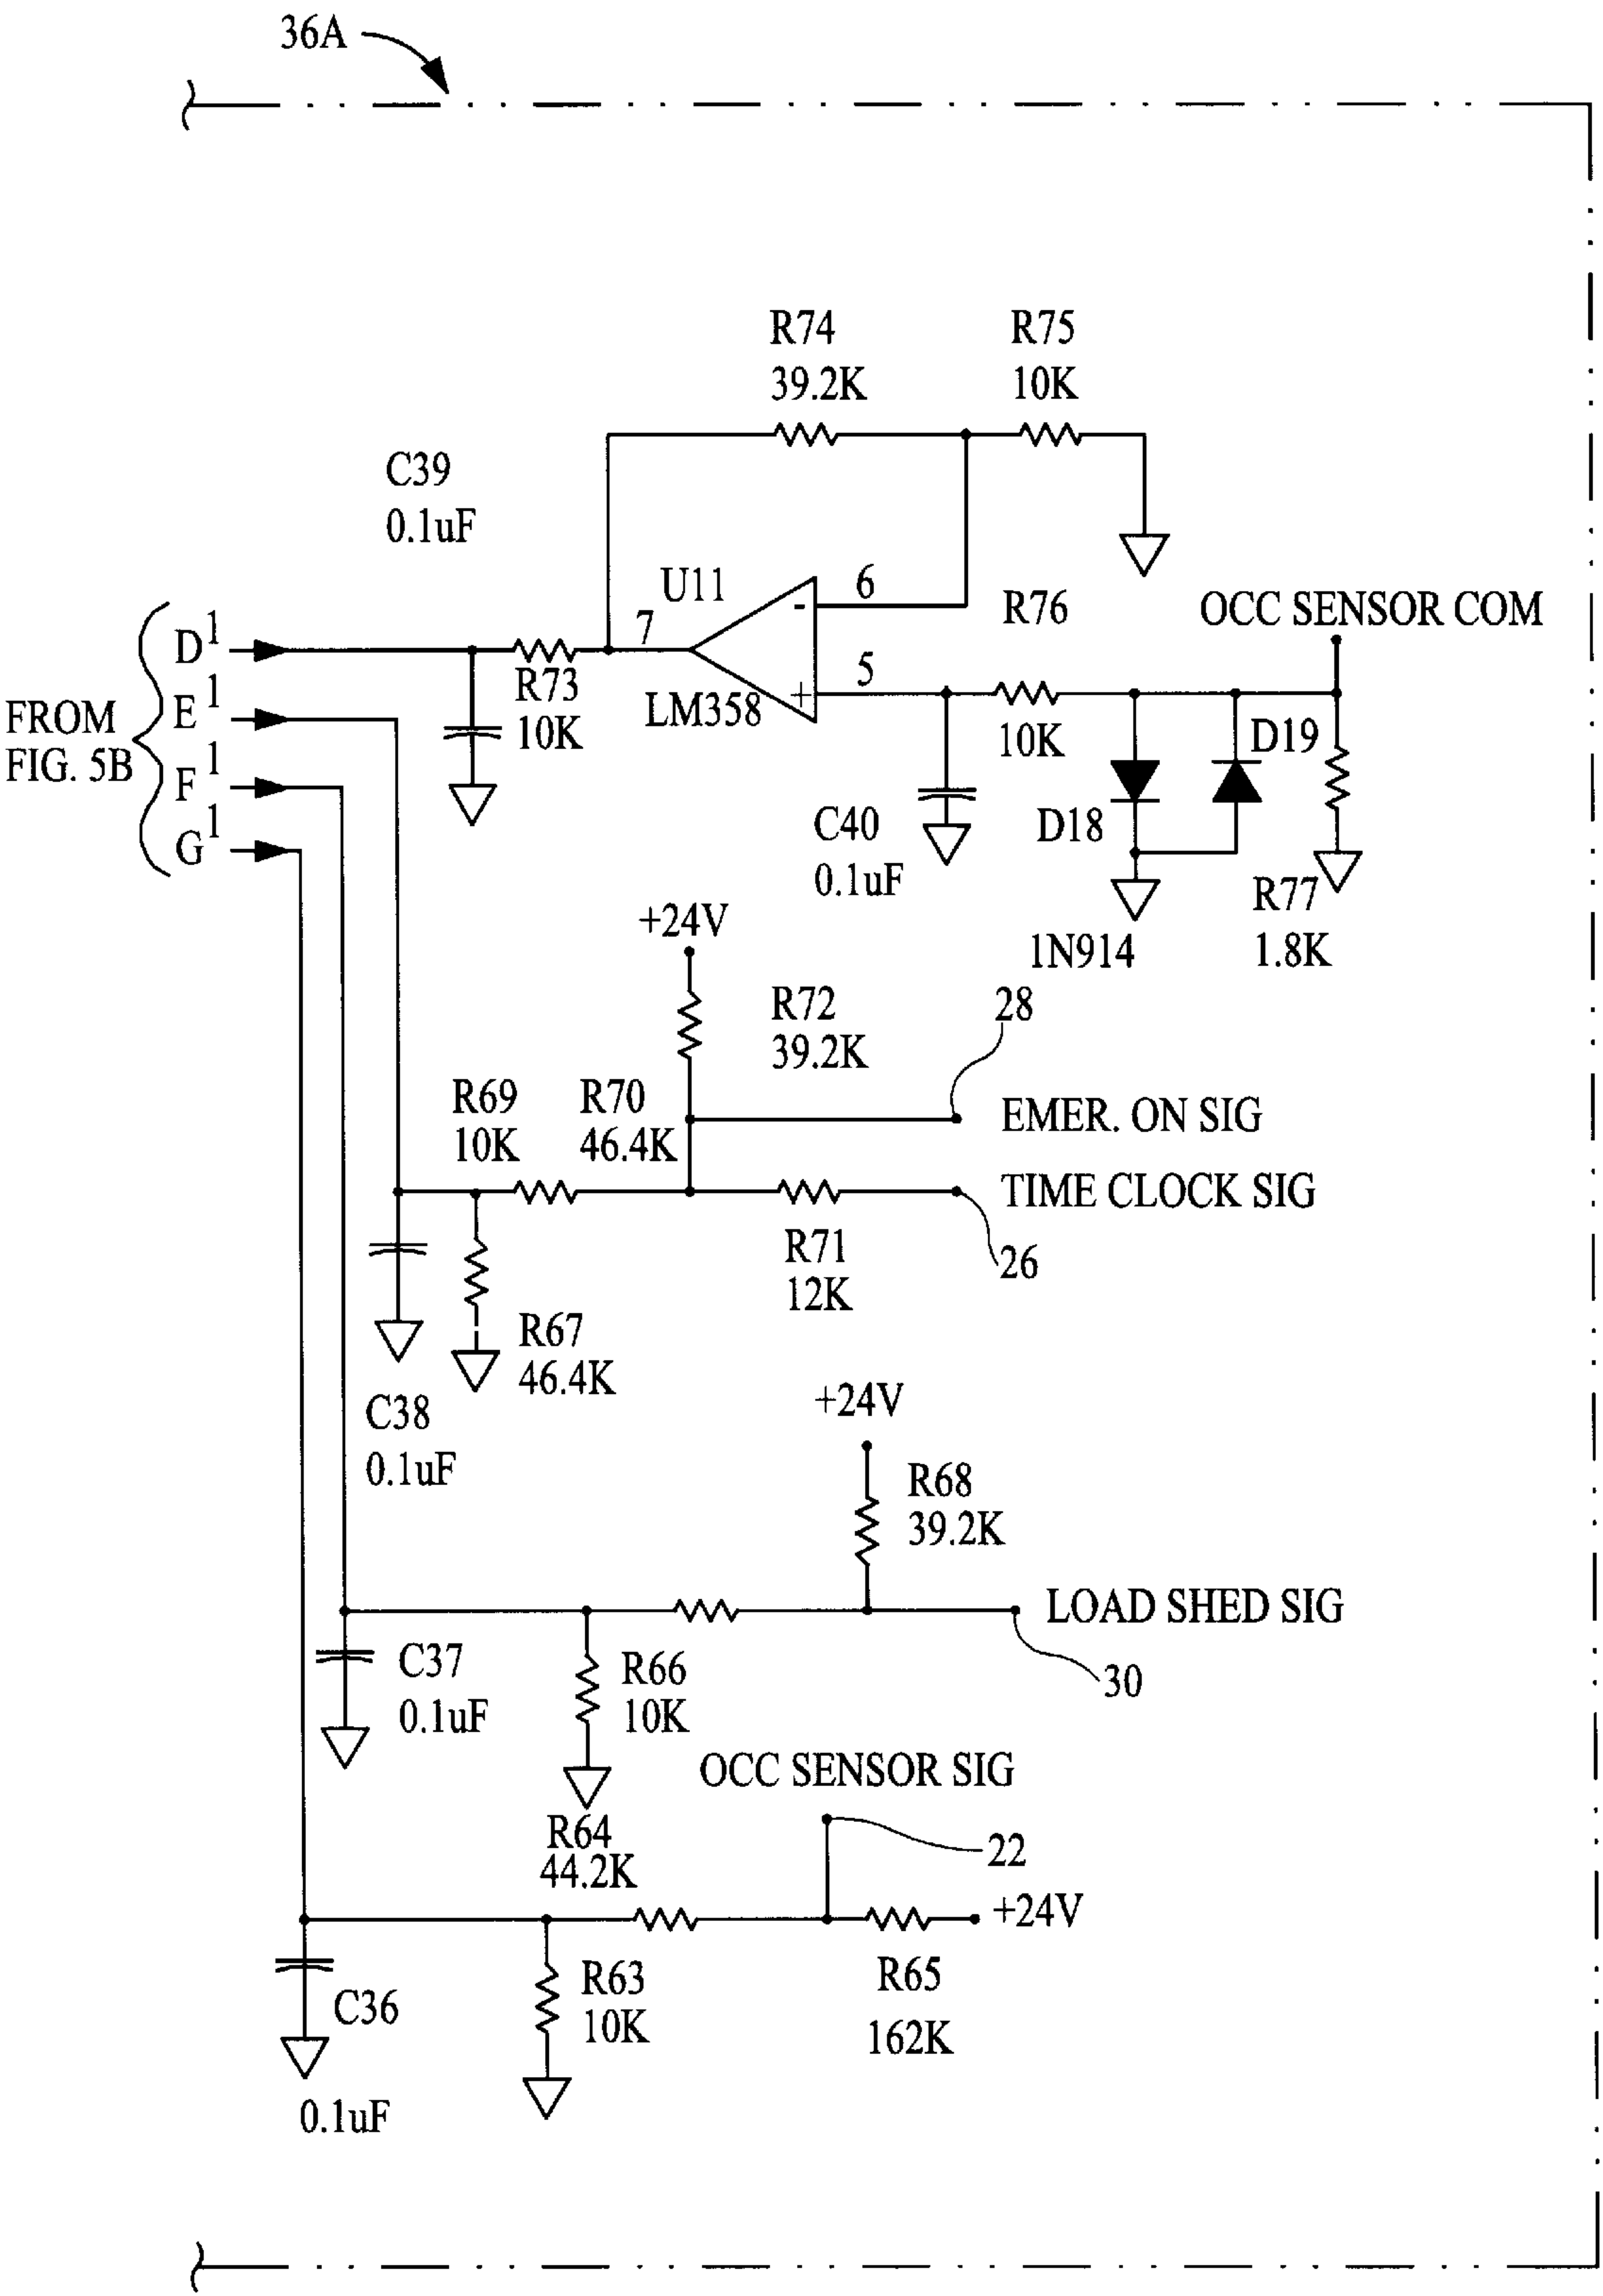 36A
R74
39.2K
R75
10K
C39
0.1uF
U11
6
-
7
5
+
LM358
R76
10K
OCC SENSOR COM
FROM
FIG. 5B
D1
E1
F1
G1
R73
10K
D19
D18
C40
0.1uF
1N914
R77
1.8K
+24V
R72
39.2K
28
R69
10K
R70
46.4K
EMER. ON SIG
TIME CLOCK SIG
R71
12K
26
R67
46.4K
C38
0.1uF
+24V
R68
39.2K
LOAD SHED SIG
30
C37
0.1uF
R66
10K
OCC SENSOR SIG
R64
44.2K
22
+24V
R63
10K
R65
162K
C36
0.1uF